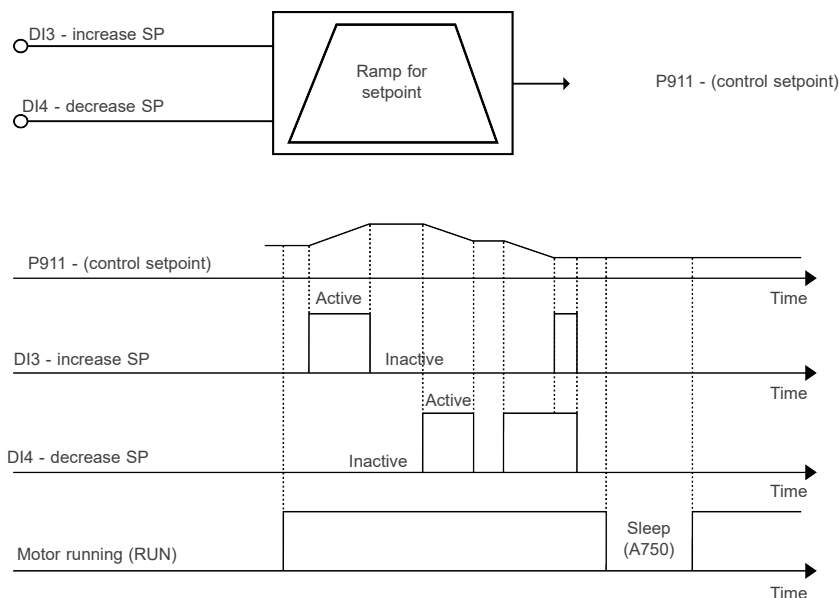 DI3 - increase SP
DI4 - decrease SP
Ramp for
setpoint
P911 - (control setpoint)
P911 - (control setpoint)
Time
Active
DI3 - increase SP
Inactive
Time
Active
DI4 - decrease SP
Inactive
Time
Motor running (RUN)
Sleep
(A750)
Time